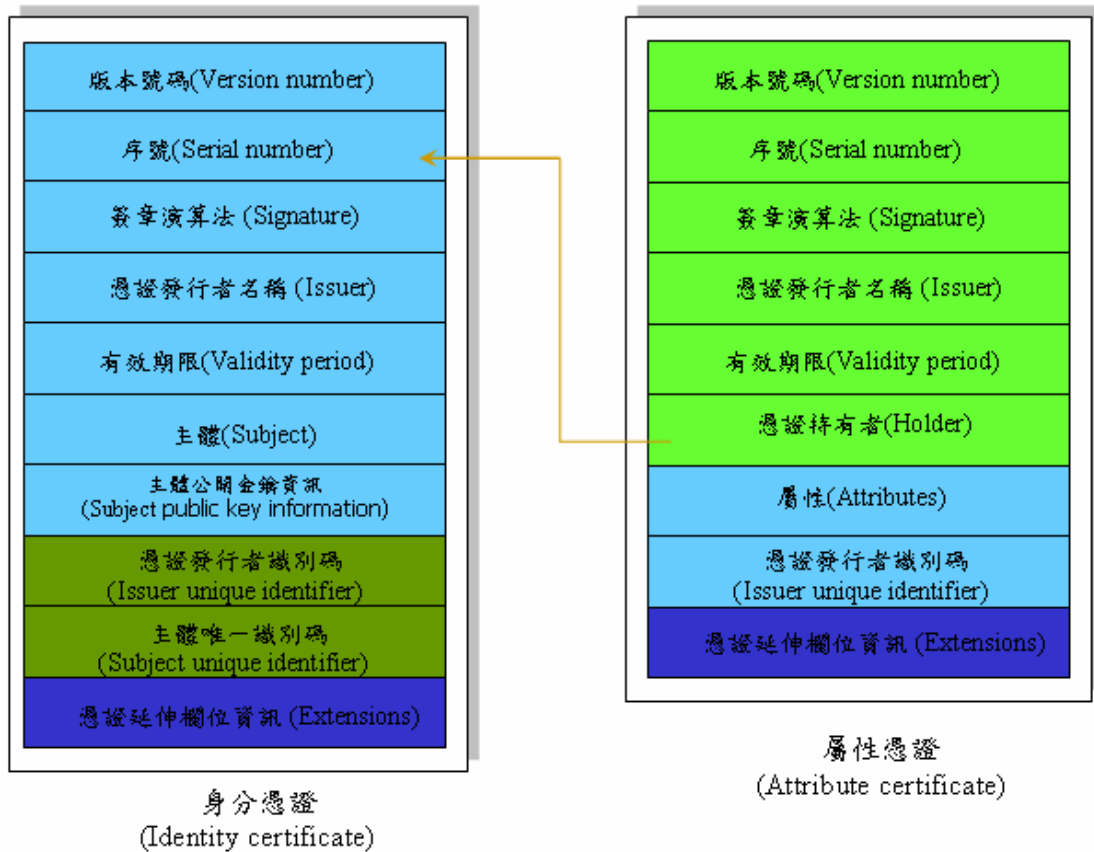 版本號碼(Version number)
序號(Serial number)
簽章演算法 (Signature)
憑證發行者名稱 (Issuer)
有效期限(Validity period)
主體(Subject)
主體公開金鑰資訊
(Subject public key information)
憑證發行者識別碼
(Issuer unique identifier)
主體唯一識別碼
(Subject unique identifier)
憑證延伸欄位資訊 (Extensions)
身分憑證
(Identity certificate)
版本號碼(Version number)
序號(Serial number)
簽章演算法 (Signature)
憑證發行者名稱 (Issuer)
有效期限(Validity period)
憑證持有者(Holder)
屬性(Attributes)
憑證發行者識別碼
(Issuer unique identifier)
憑證延伸欄位資訊 (Extensions)
屬性憑證
(Attribute certificate)